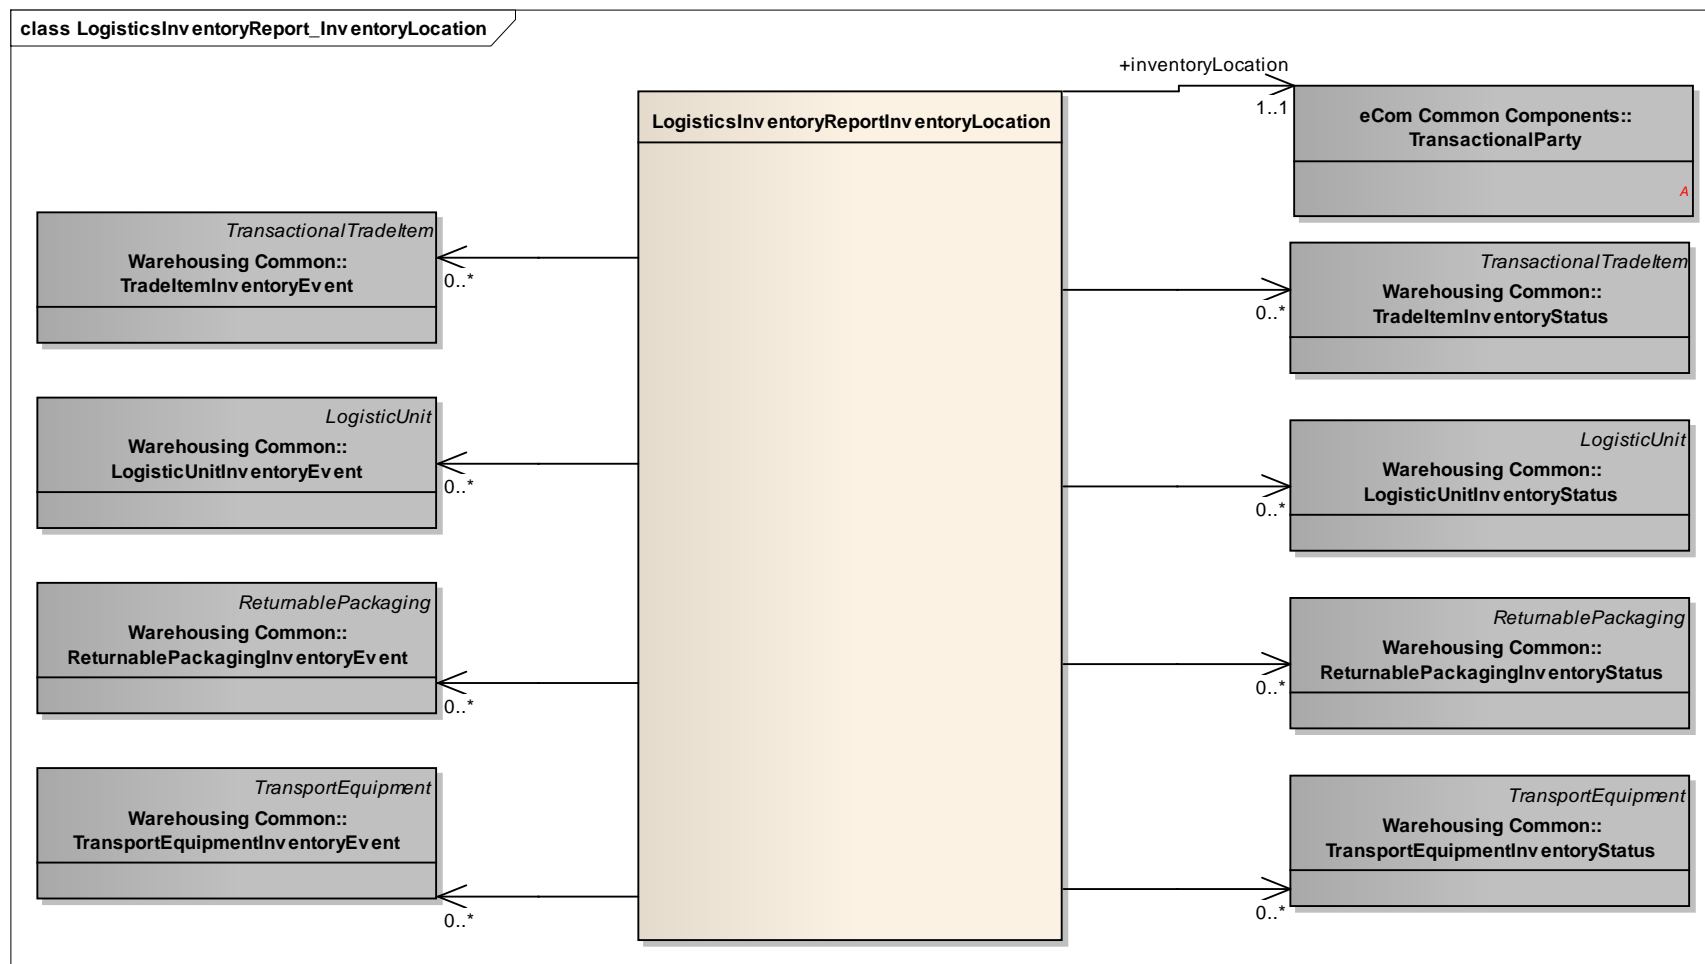 class LogisticsInventoryReport_InventoryLocation
+inventoryLocation
1..1
LogisticsInventoryReportInventoryLocation
eCom Common Components::
TransactionalParty
A
TransactionalTradeItem
Warehousing Common::
TradeItemInventoryEvent
0..*
LogisticUnit
Warehousing Common::
LogisticUnitInventoryEvent
0..*
ReturnablePackaging
Warehousing Common::
ReturnablePackagingInventoryEvent
0..*
TransportEquipment
Warehousing Common::
TransportEquipmentInventoryEvent
0..*
TransactionalTradeItem
Warehousing Common::
TradeItemInventoryStatus
0..*
LogisticUnit
Warehousing Common::
LogisticUnitInventoryStatus
0..*
ReturnablePackaging
Warehousing Common::
ReturnablePackagingInventoryStatus
0..*
TransportEquipment
Warehousing Common::
TransportEquipmentInventoryStatus
0..*